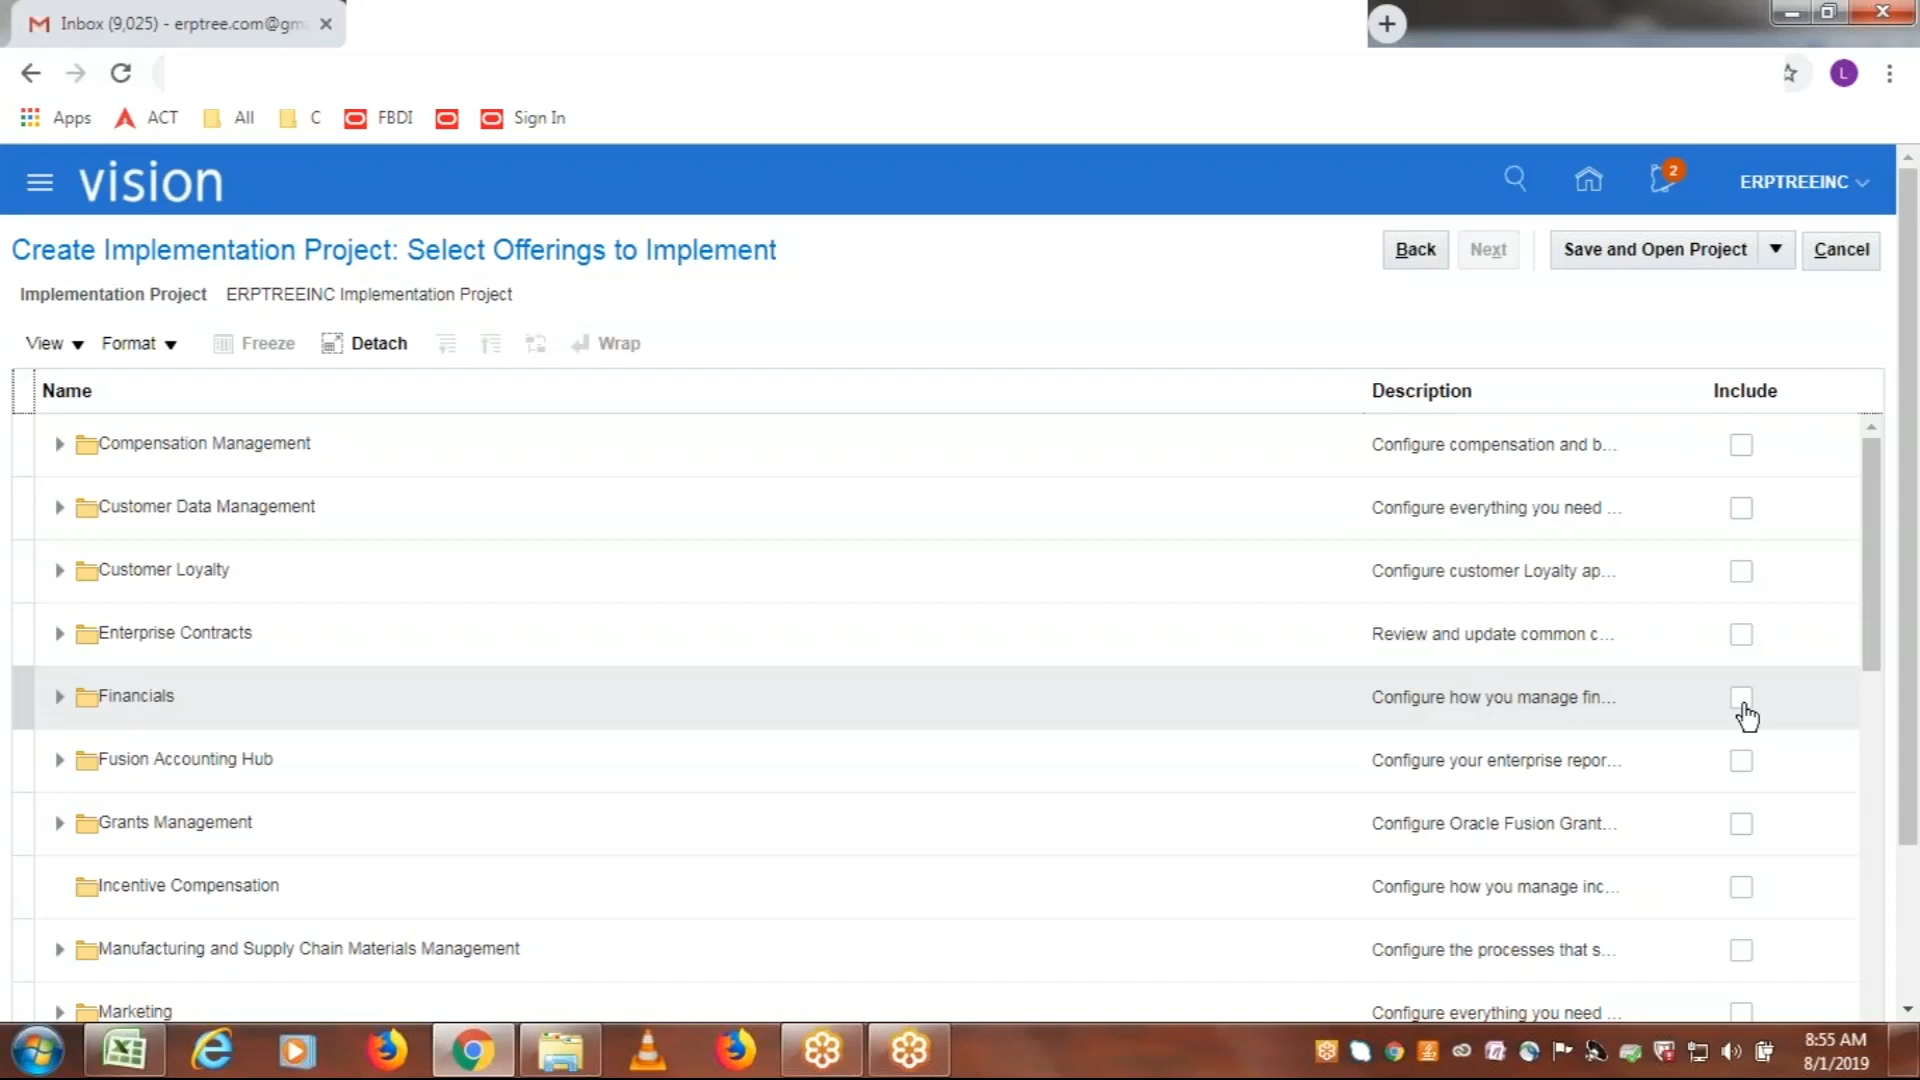 Inbox (9,025) - erptree.com@gm
Apps ACT All C FBDI Sign In
vision
2
ERPTREEINC
Create Implementation Project: Select Offerings to Implement
Back Next Save and Open Project Cancel
Implementation Project ERPTREEINC Implementation Project
View Format Freeze Detach Wrap
Name Description Include
Compensation Management Configure compensation and b...
Customer Data Management Configure everything you need ...
Customer Loyalty Configure customer Loyalty ap...
Enterprise Contracts Review and update common c...
Financials Configure how you manage fin...
Fusion Accounting Hub Configure your enterprise repor...
Grants Management Configure Oracle Fusion Grant...
Incentive Compensation Configure how you manage inc...
Manufacturing and Supply Chain Materials Management Configure the processes that s...
Marketing Configure everything you need ...
L
8:55 AM
8/1/2019